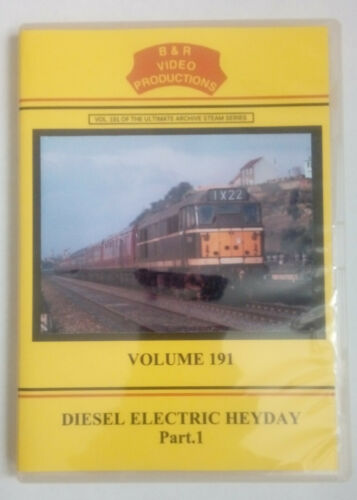 B & R
VIDEO
PRODUCTIONS
VOL. 191 OF THE ULTIMATE ARCHIVE STEAM SERIES
1X22
VOLUME 191
DIESEL ELECTRIC HEYDAY
Part.1